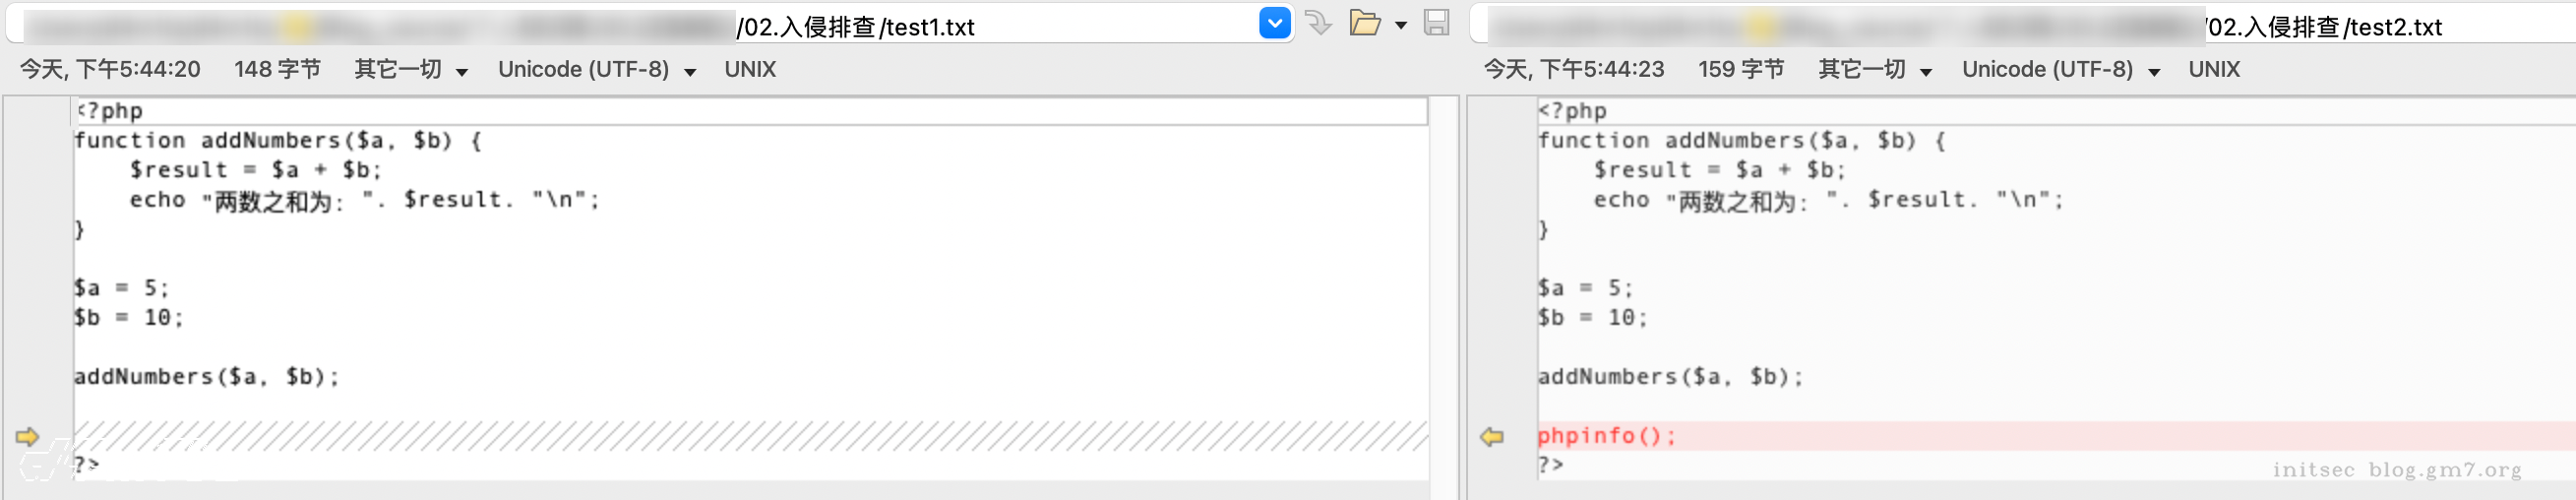 /02.入侵排查/test1.txt
今天, 下午5:44:20 148 字节 其它一切 Unicode (UTF-8) UNIX
<?php
function addNumbers($a, $b) {
    $result = $a + $b;
    echo "两数之和为: ". $result. "\n";
}
$a = 5;
$b = 10;
addNumbers($a, $b);
?>
/02.入侵排查/test2.txt
今天, 下午5:44:23 159 字节 其它一切 Unicode (UTF-8) UNIX
<?php
function addNumbers($a, $b) {
    $result = $a + $b;
    echo "两数之和为: ". $result. "\n";
}
$a = 5;
$b = 10;
addNumbers($a, $b);
phpinfo();
?>
initsec blog.gm7.org